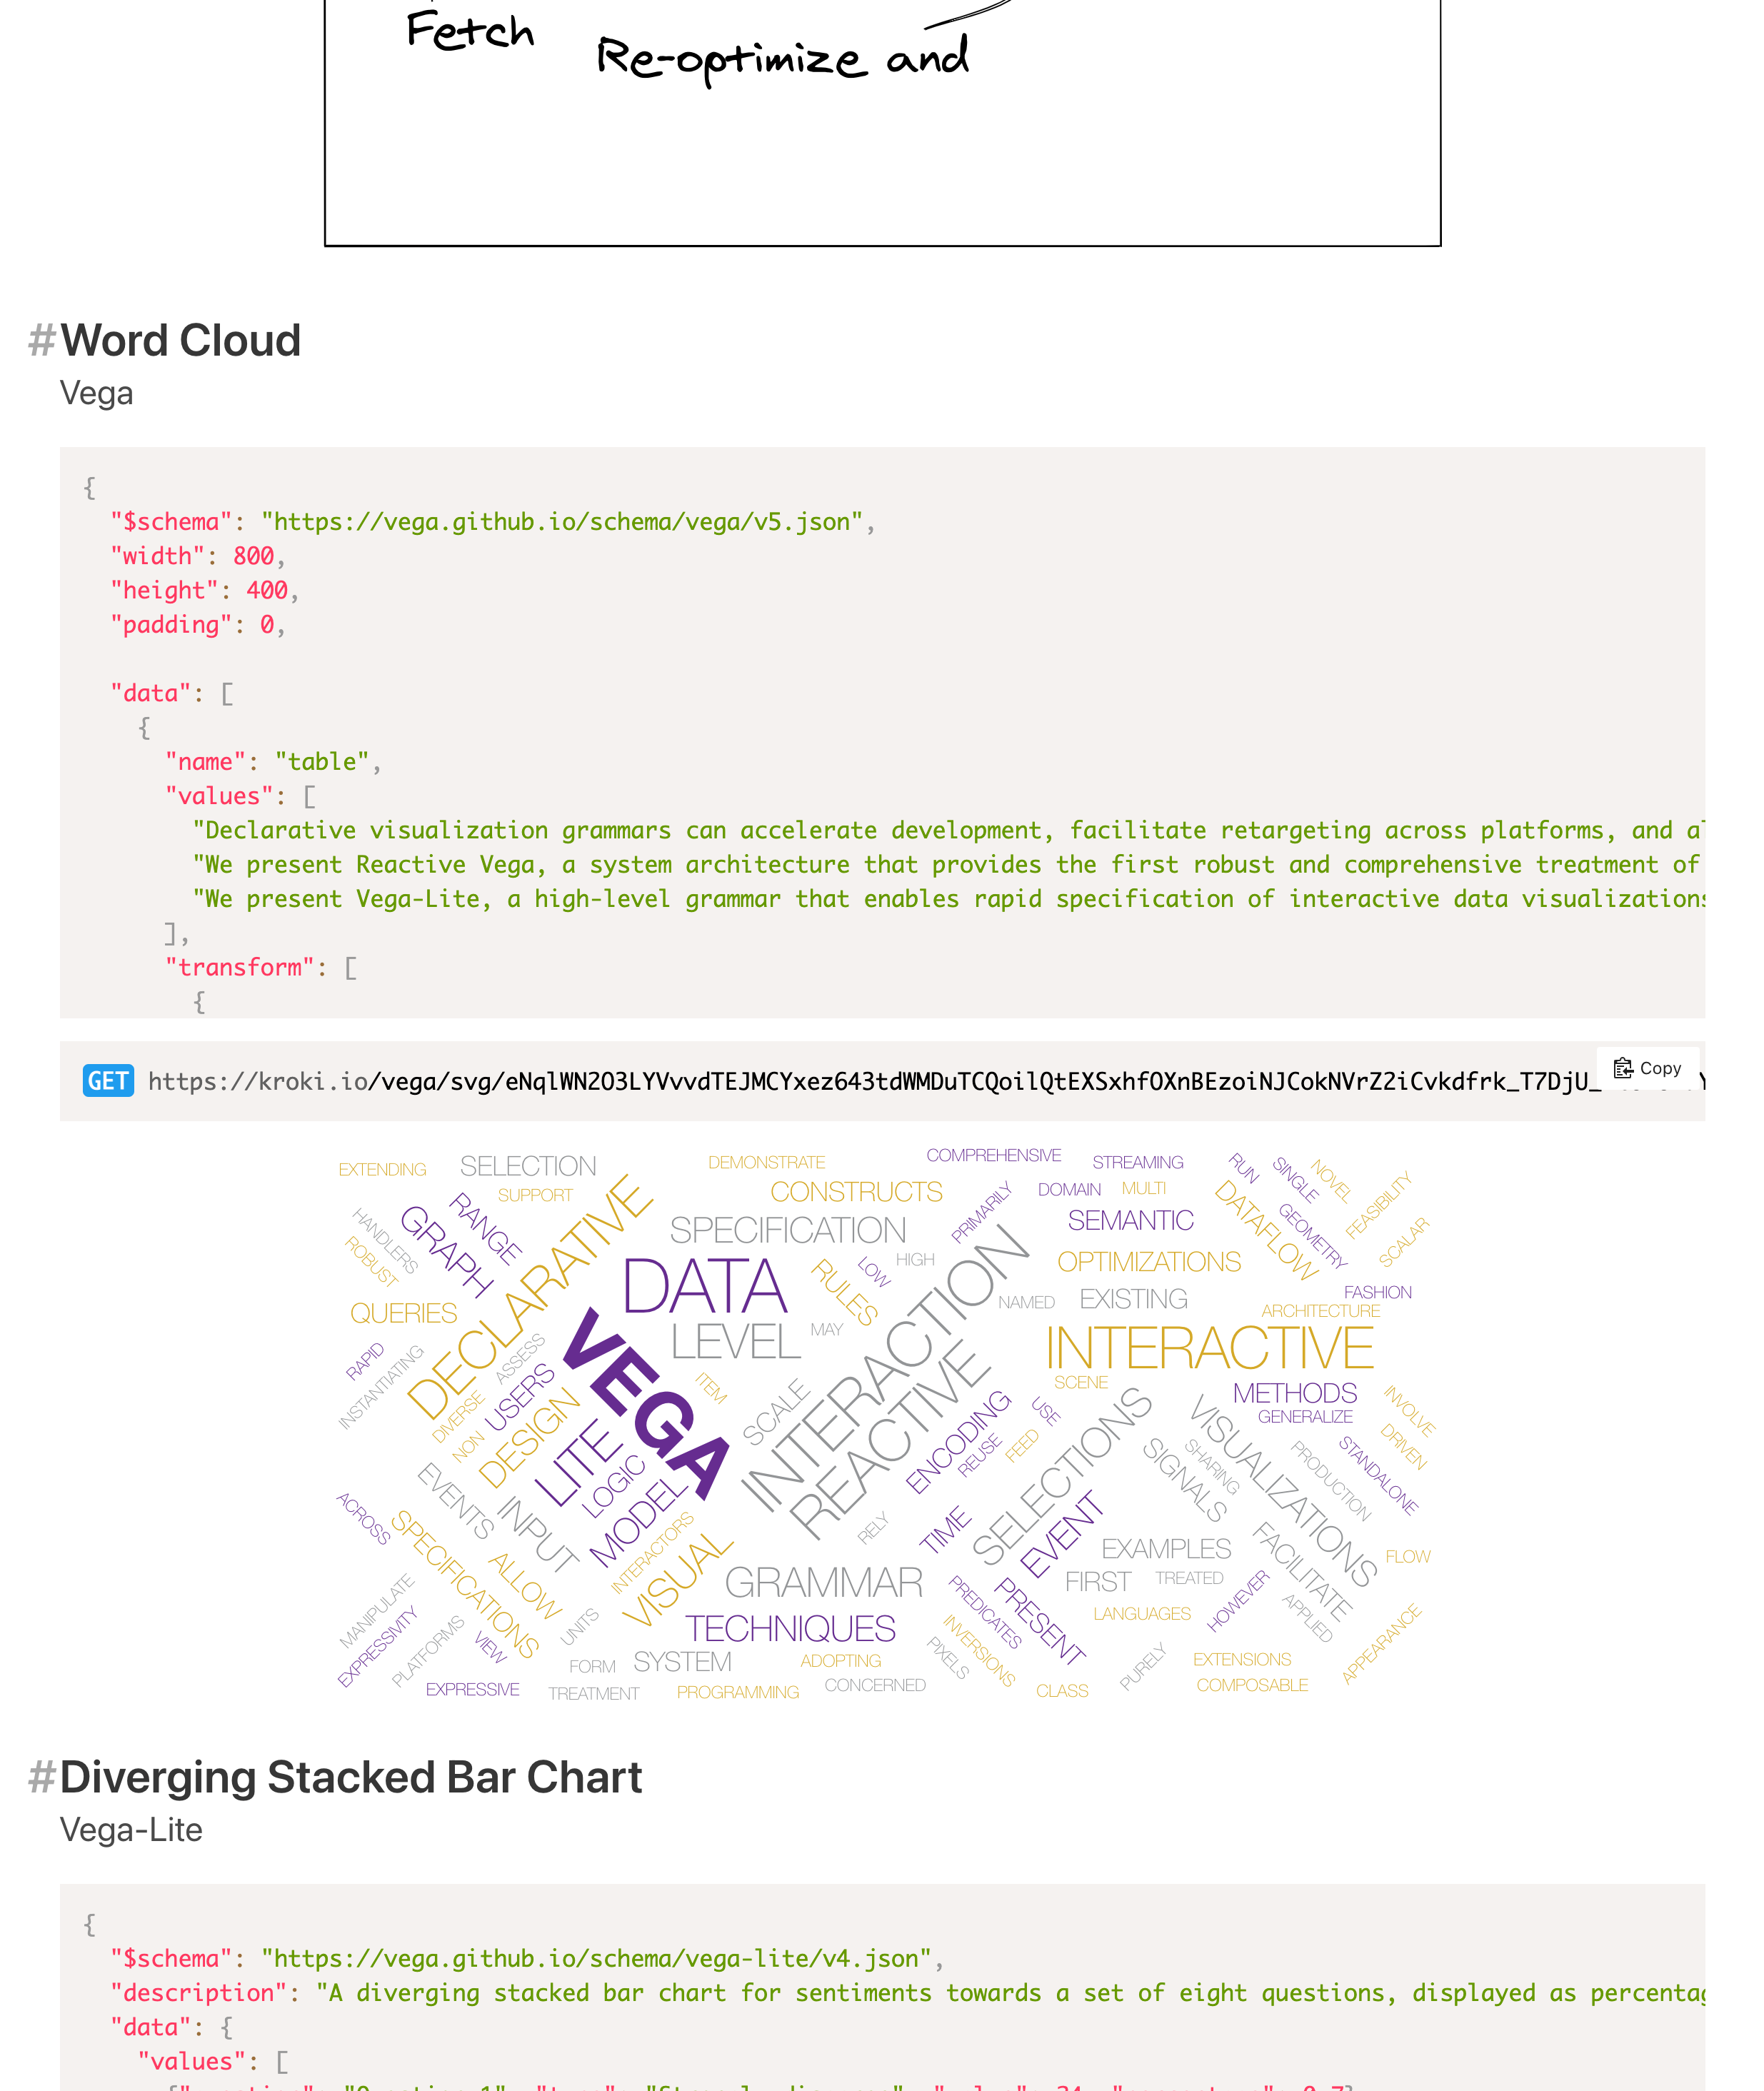 Fetch
Re-optimize and
#Word Cloud
Vega
{
"$schema": "https://vega.github.io/schema/vega/v5.json",
"width": 800,
"height": 400,
"padding": 0,
"data": [
{
"name": "table",
"values": [
"Declarative visualization grammars can accelerate development, facilitate retargeting across platforms, and al
"We present Reactive Vega, a system architecture that provides the first robust and comprehensive treatment of
"We present Vega-Lite, a high-level grammar that enables rapid specification of interactive data visualizations
],
"transform": [
{
Copy
GET https://kroki.io/vega/svg/eNqlWN2O3LYVvvdTEJMCYxez643tdWMDuTCQoilQtEXSxhfOXnBEzoiNJCokNVrZ2iCvkdfrk_T7DjU_
EXTENDING
SELECTION
DEMONSTRATE
COMPREHENSIVE
STREAMING
RUN
SINGLE
NOVEL
FEASIBILITY
SUPPORT
CONSTRUCTS
PRIMARILY
DOMAIN
MULTI
DATAFLOW
GEOMETRY
SCALAR
HANDLERS
GRAPH
RANGE
DECLARATIVE
SPECIFICATION
SEMANTIC
ROBUST
DATA
RULES
LOW
HIGH
INTERACTION
OPTIMIZATIONS
QUERIES
NAMED
EXISTING
FASHION
ARCHITECTURE
VEGA
LEVEL
MAY
INTERACTIVE
RAPID
INSTANTIATING
ASSESS
USERS
DIVERSE
NON
DESIGN
ITEM
SCALE
REACTIVE
SCENE
METHODS
GENERALIZE
INVOLVE
DRIVEN
LITE
LOGIC
MODEL
ENCODING
REUSE
USE
FEED
SELECTIONS
SIGNALS
SHARING
VISUALIZATIONS
PRODUCTION
STANDALONE
EVENTS
INPUT
ACROSS
SPECIFICATIONS
ALLOW
INTERACTORS
VISUAL
RELY
TIME
EVENT
EXAMPLES
FACILITATE
FLOW
GRAMMAR
FIRST
TREATED
MANIPULATE
EXPRESSIVITY
PLATFORMS
VIEW
UNITS
TECHNIQUES
PREDICATES
PRESENT
LANGUAGES
HOWEVER
APPLIED
APPEARANCE
FORM
SYSTEM
ADOPTING
PIXELS
INVERSIONS
PURELY
EXTENSIONS
EXPRESSIVE
TREATMENT
PROGRAMMING
CONCERNED
CLASS
COMPOSABLE
#Diverging Stacked Bar Chart
Vega-Lite
{
"$schema": "https://vega.github.io/schema/vega-lite/v4.json",
"description": "A diverging stacked bar chart for sentiments towards a set of eight questions, displayed as percentag
"data": {
"values": [